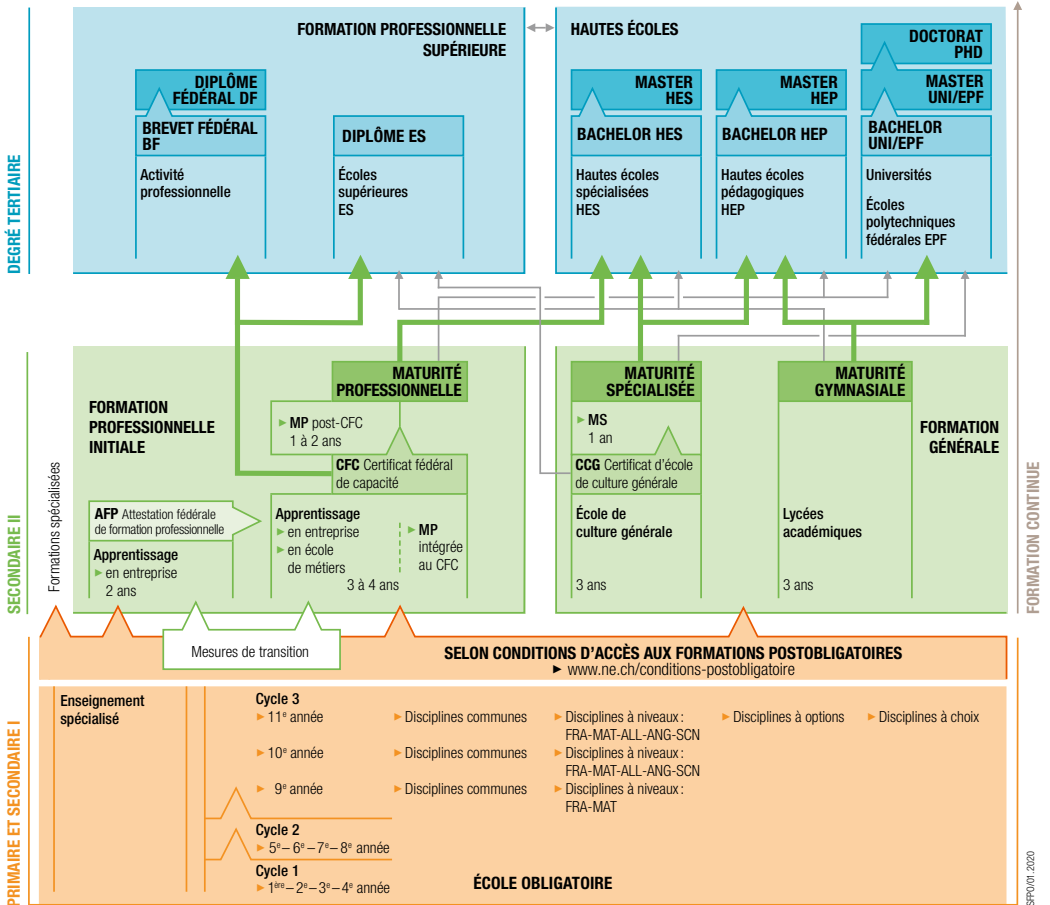 FORMATION PROFESSIONNELLE
SUPÉRIEURE
HAUTES ÉCOLES
DOCTORAT
PHD
DIPLÔME
FÉDÉRAL DF
MASTER
HES
MASTER
HEP
MASTER
UNI/EPF
BREVET FÉDÉRAL
BF
DIPLÔME ES
BACHELOR HES
BACHELOR HEP
BACHELOR
UNI/EPF
Activité
professionnelle
Écoles
supérieures
ES
Hautes écoles
spécialisées
HES
Hautes écoles
pédagogiques
HEP
Universités
Écoles
polytechniques
fédérales EPF
DEGRÉ TERTIAIRE
MATURITÉ
PROFESSIONNELLE
MATURITÉ
SPÉCIALISÉE
MATURITÉ
GYMNASIALE
FORMATION
PROFESSIONNELLE
INITIALE
► MP post-CFC
1 à 2 ans
► MS
1 an
FORMATION
GÉNÉRALE
CFC Certificat fédéral
de capacité
CCG Certificat d'école
de culture générale
AFP Attestation fédérale
de formation professionnelle
Apprentissage
► en entreprise
2 ans
Apprentissage
► en entreprise
► en école
de métiers
3 à 4 ans
► MP
intégrée
au CFC
École de
culture générale
3 ans
Lycées
académiques
3 ans
Formations spécialisées
SECONDAIRE II
FORMATION CONTINUE
Mesures de transition
SELON CONDITIONS D'ACCÈS AUX FORMATIONS POSTOBLIGATOIRES
► www.ne.ch/conditions-postobligatoire
Enseignement
spécialisé
Cycle 3
► 11e année ► Disciplines communes ► Disciplines à niveaux : ► Disciplines à options ► Disciplines à choix
FRA-MAT-ALL-ANG-SCN
► 10e année ► Disciplines communes ► Disciplines à niveaux :
FRA-MAT-ALL-ANG-SCN
► 9e année ► Disciplines communes ► Disciplines à niveaux :
FRA-MAT
Cycle 2
► 5e – 6e – 7e – 8e année
Cycle 1
► 1ère – 2e – 3e – 4e année
ÉCOLE OBLIGATOIRE
PRIMAIRE ET SECONDAIRE I
SFPO/01.2020